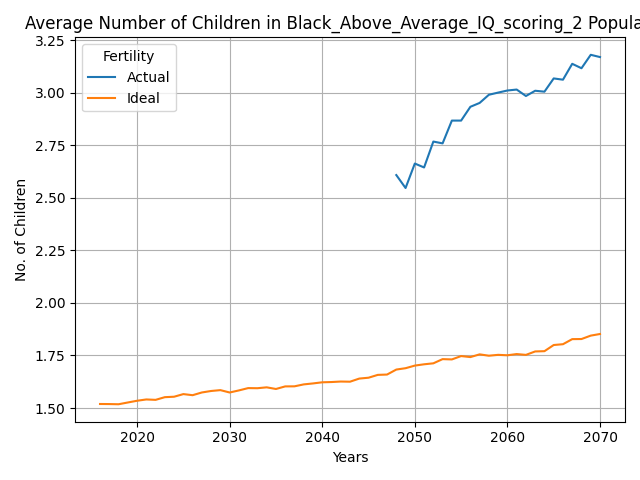 Average Number of Children in Black_Above_Average_IQ_scoring_2 Popula
3.25
3.00
2.75
2.50
2.25
2.00
1.75
1.50
No. of Children
Fertility
Actual
Ideal
2020 2030 2040 2050 2060 2070
Years